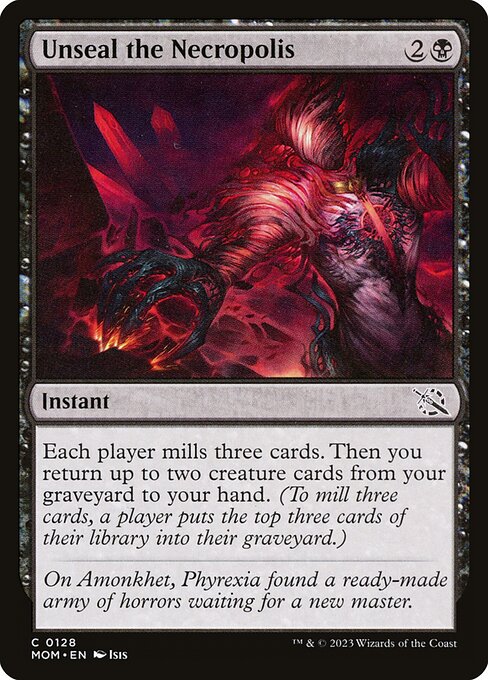 Unseal the Necropolis 2
Instant
Each player mills three cards. Then you
return up to two creature cards from your
graveyard to your hand. (To mill three
cards, a player puts the top three cards of
their library into their graveyard.)
On Amonkhet, Phyrexia found a ready-made
army of horrors waiting for a new master.
C 0128
MOM • EN Isis
™ & © 2023 Wizards of the Coast